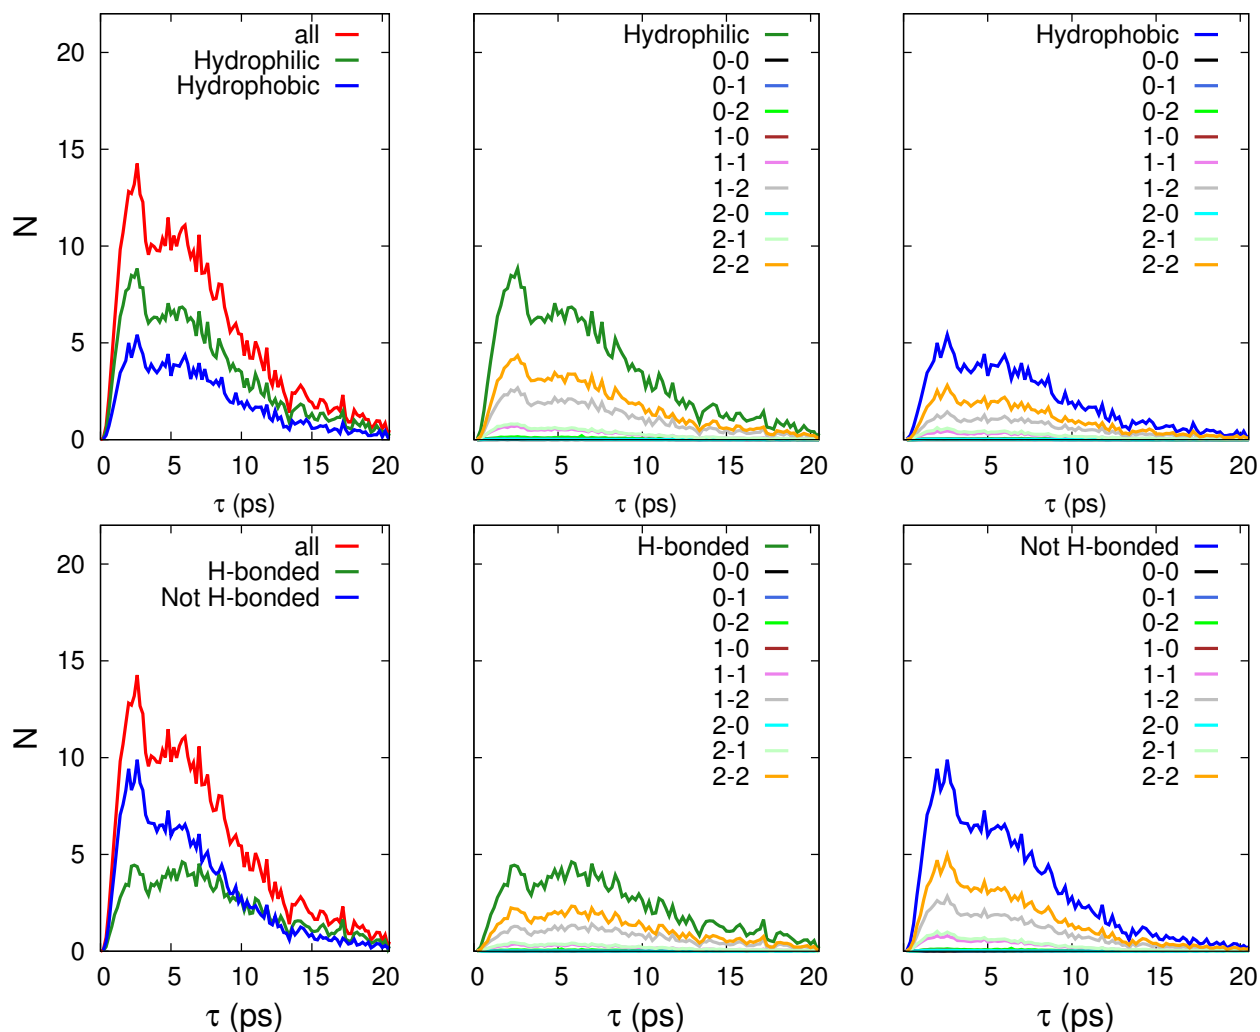 all
Hydrophilic
Hydrophobic
N
20
15
10
5
0
0 5 10 15 20
τ (ps)
Hydrophilic
0-0
0-1
0-2
1-0
1-1
1-2
2-0
2-1
2-2
0 5 10 15 20
τ (ps)
Hydrophobic
0-0
0-1
0-2
1-0
1-1
1-2
2-0
2-1
2-2
0 5 10 15 20
τ (ps)
all
H-bonded
Not H-bonded
N
20
15
10
5
0
0 5 10 15 20
τ (ps)
H-bonded
0-0
0-1
0-2
1-0
1-1
1-2
2-0
2-1
2-2
0 5 10 15 20
τ (ps)
Not H-bonded
0-0
0-1
0-2
1-0
1-1
1-2
2-0
2-1
2-2
0 5 10 15 20
τ (ps)